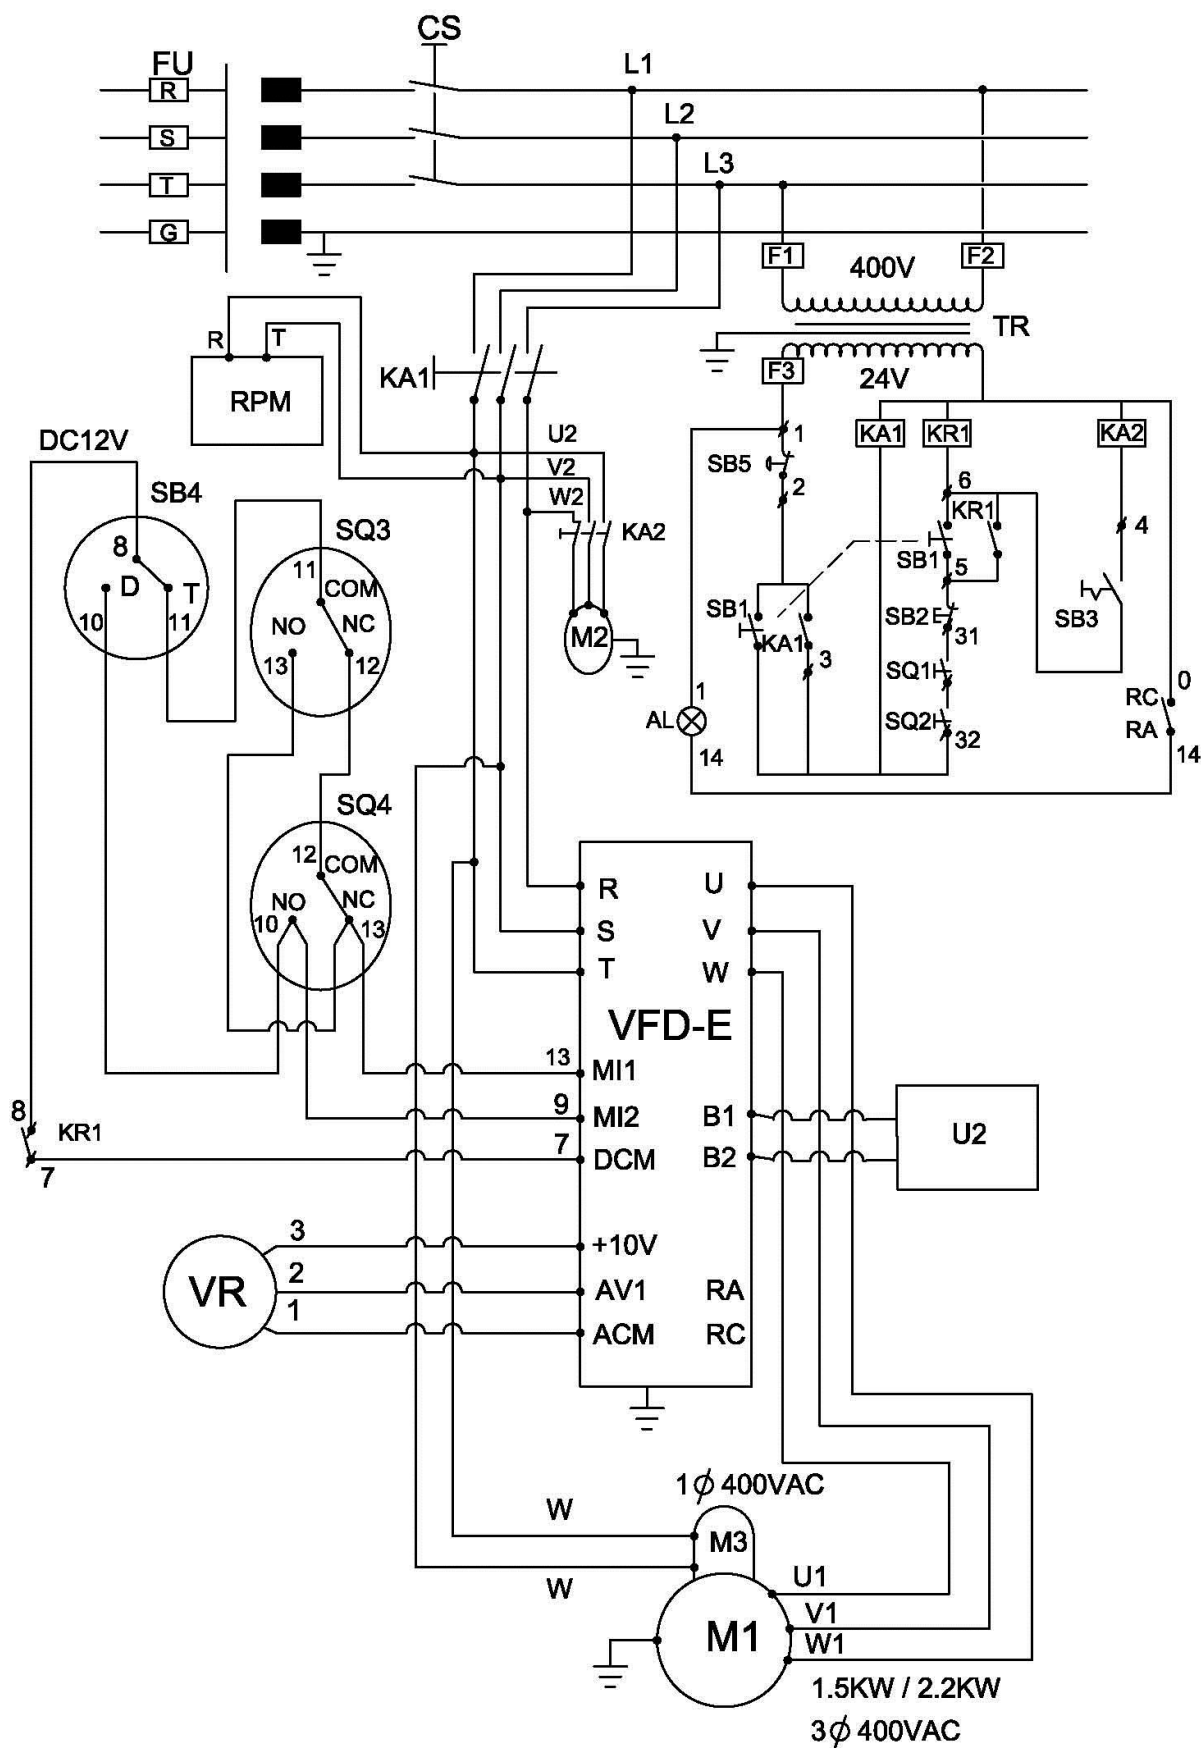 CS
FU
R
L1
S
L2
T
L3
G
F1
400V
F2
TR
R
T
KA1
F3
24V
RPM
DC12V
U2
1
KA1
KR1
KA2
V2
SB5
SB4
W2
2
6
SQ3
KA2
KR1
4
8
11
COM
SB1
5
D
T
NO
NC
SB1
SB2
SB3
10
11
M2
KA1
31
13
12
3
SQ1
0
1
RC
AL
SQ2
RA
14
32
14
SQ4
12
COM
R
U
NO
NC
10
13
S
V
T
W
VFD-E
13
MI1
8
KR1
9
MI2
B1
U2
7
7
DCM
B2
3
+10V
VR
2
AV1
RA
1
ACM
RC
1ϕ 400VAC
W
M3
W
U1
V1
M1
W1
1.5KW / 2.2KW
3ϕ 400VAC